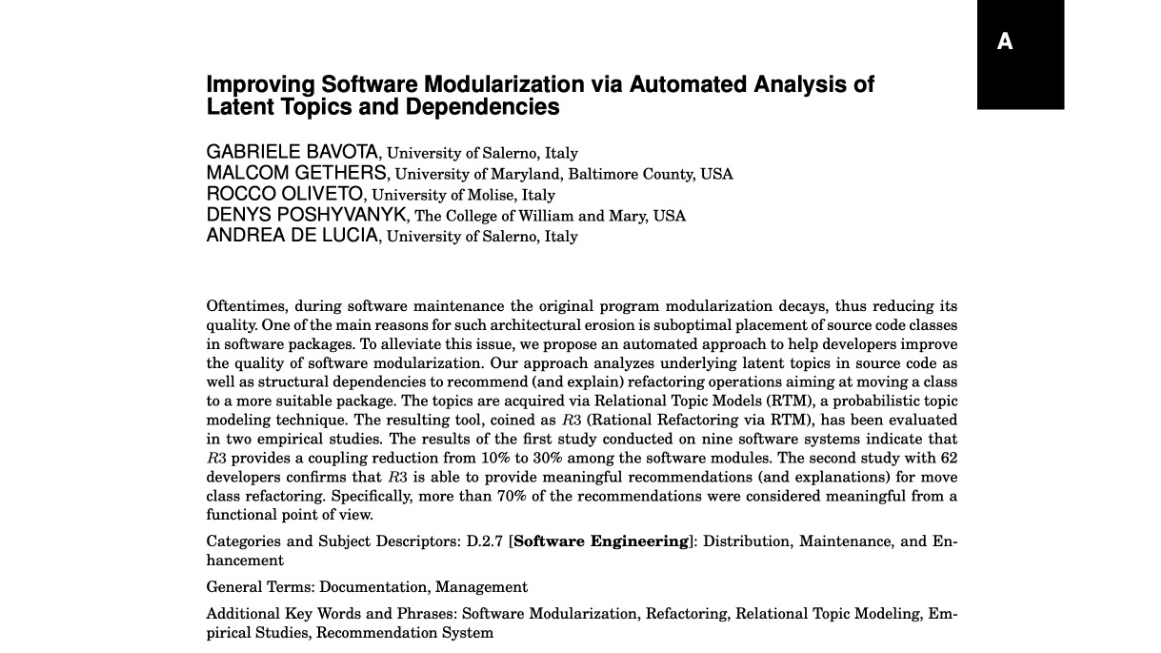 A
Improving Software Modularization via Automated Analysis of
Latent Topics and Dependencies
GABRIELE BAVOTA, University of Salerno, Italy
MALCOM GETHERS, University of Maryland, Baltimore County, USA
ROCCO OLIVETO, University of Molise, Italy
DENYS POSHYVANYK, The College of William and Mary, USA
ANDREA DE LUCIA, University of Salerno, Italy
Oftentimes, during software maintenance the original program modularization decays, thus reducing its
quality. One of the main reasons for such architectural erosion is suboptimal placement of source code classes
in software packages. To alleviate this issue, we propose an automated approach to help developers improve
the quality of software modularization. Our approach analyzes underlying latent topics in source code as
well as structural dependencies to recommend (and explain) refactoring operations aiming at moving a class
to a more suitable package. The topics are acquired via Relational Topic Models (RTM), a probabilistic topic
modeling technique. The resulting tool, coined as R3 (Rational Refactoring via RTM), has been evaluated
in two empirical studies. The results of the first study conducted on nine software systems indicate that
R3 provides a coupling reduction from 10% to 30% among the software modules. The second study with 62
developers confirms that R3 is able to provide meaningful recommendations (and explanations) for move
class refactoring. Specifically, more than 70% of the recommendations were considered meaningful from a
functional point of view.
Categories and Subject Descriptors: D.2.7 [Software Engineering]: Distribution, Maintenance, and En-
hancement
General Terms: Documentation, Management
Additional Key Words and Phrases: Software Modularization, Refactoring, Relational Topic Modeling, Em-
pirical Studies, Recommendation System